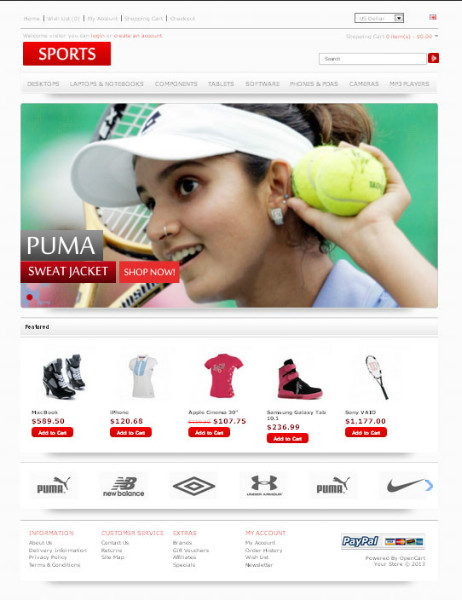 Home Wish List (0) My Account Shopping Cart Checkout US Dollar
Welcome visitor you can login or create an account. Shopping Cart 0 item(s) - $0.00
SPORTS
Search
DESKTOPS LAPTOPS & NOTEBOOKS COMPONENTS TABLETS SOFTWARE PHONES & PDAS CAMERAS MP3 PLAYERS
PUMA
SWEAT JACKET SHOP NOW!
Featured
MacBook iPhone Apple Cinema 30" Samsung Galaxy Tab 10.1 Sony VAIO
$589.50 $120.68 $107.75 $236.99 $1,177.00
Add to Cart Add to Cart Add to Cart Add to Cart Add to Cart
PUMA new balance UNDER ARMOUR PUMA
INFORMATION CUSTOMER SERVICE EXTRAS MY ACCOUNT
About Us Contact Us Brands My Account
Delivery Information Returns Gift Vouchers Order History
Privacy Policy Site Map Affiliates Wish List
Terms & Conditions Specials Newsletter
PayPal
Powered By OpenCart
Your Store © 2013